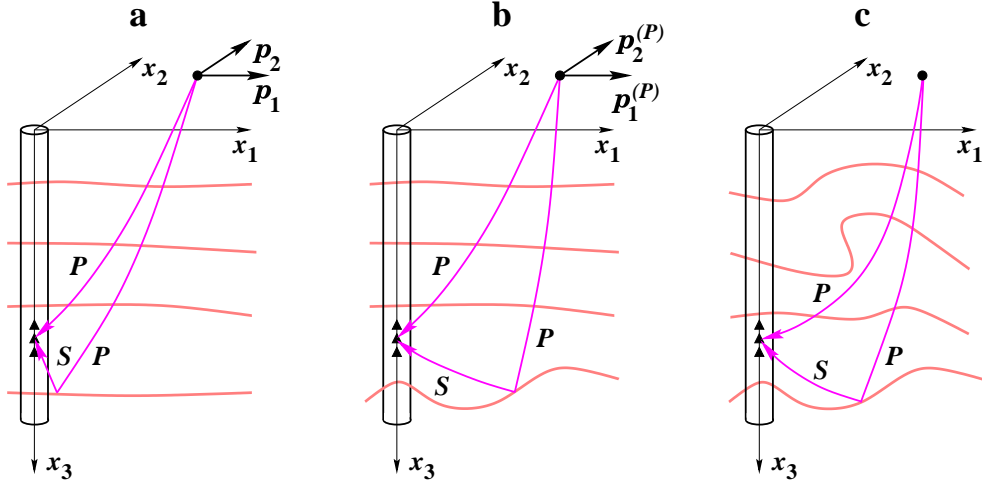 a
p₂
p₁
x₂
x₁
P
S
P
x₃
b
p₂⁽ᴾ⁾
p₁⁽ᴾ⁾
x₂
x₁
P
P
S
x₃
c
x₂
x₁
P
S
P
x₃